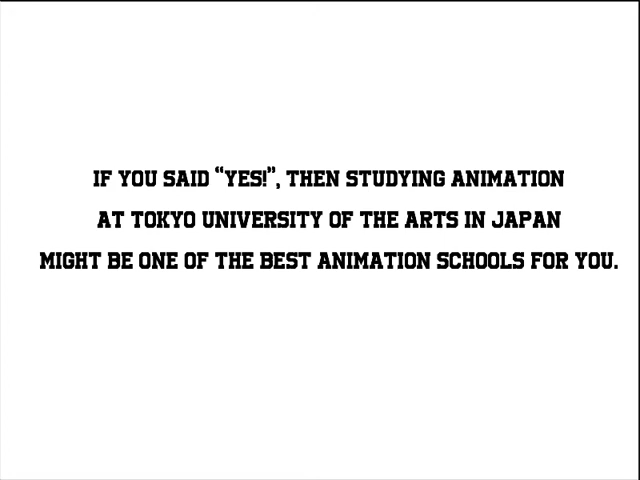 IF YOU SAID “YES!”, THEN STUDYING ANIMATION
AT TOKYO UNIVERSITY OF THE ARTS IN JAPAN
MIGHT BE ONE OF THE BEST ANIMATION SCHOOLS FOR YOU.